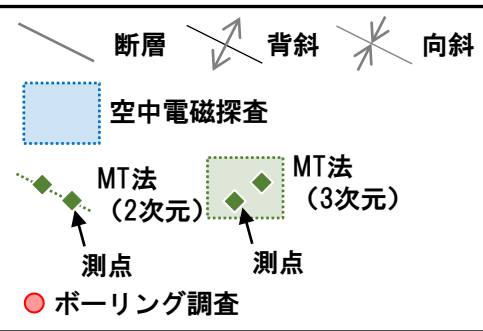 断層
背斜
向斜
空中電磁探査
MT法
(2次元)
MT法
(3次元)
測点
測点
ボーリング調査